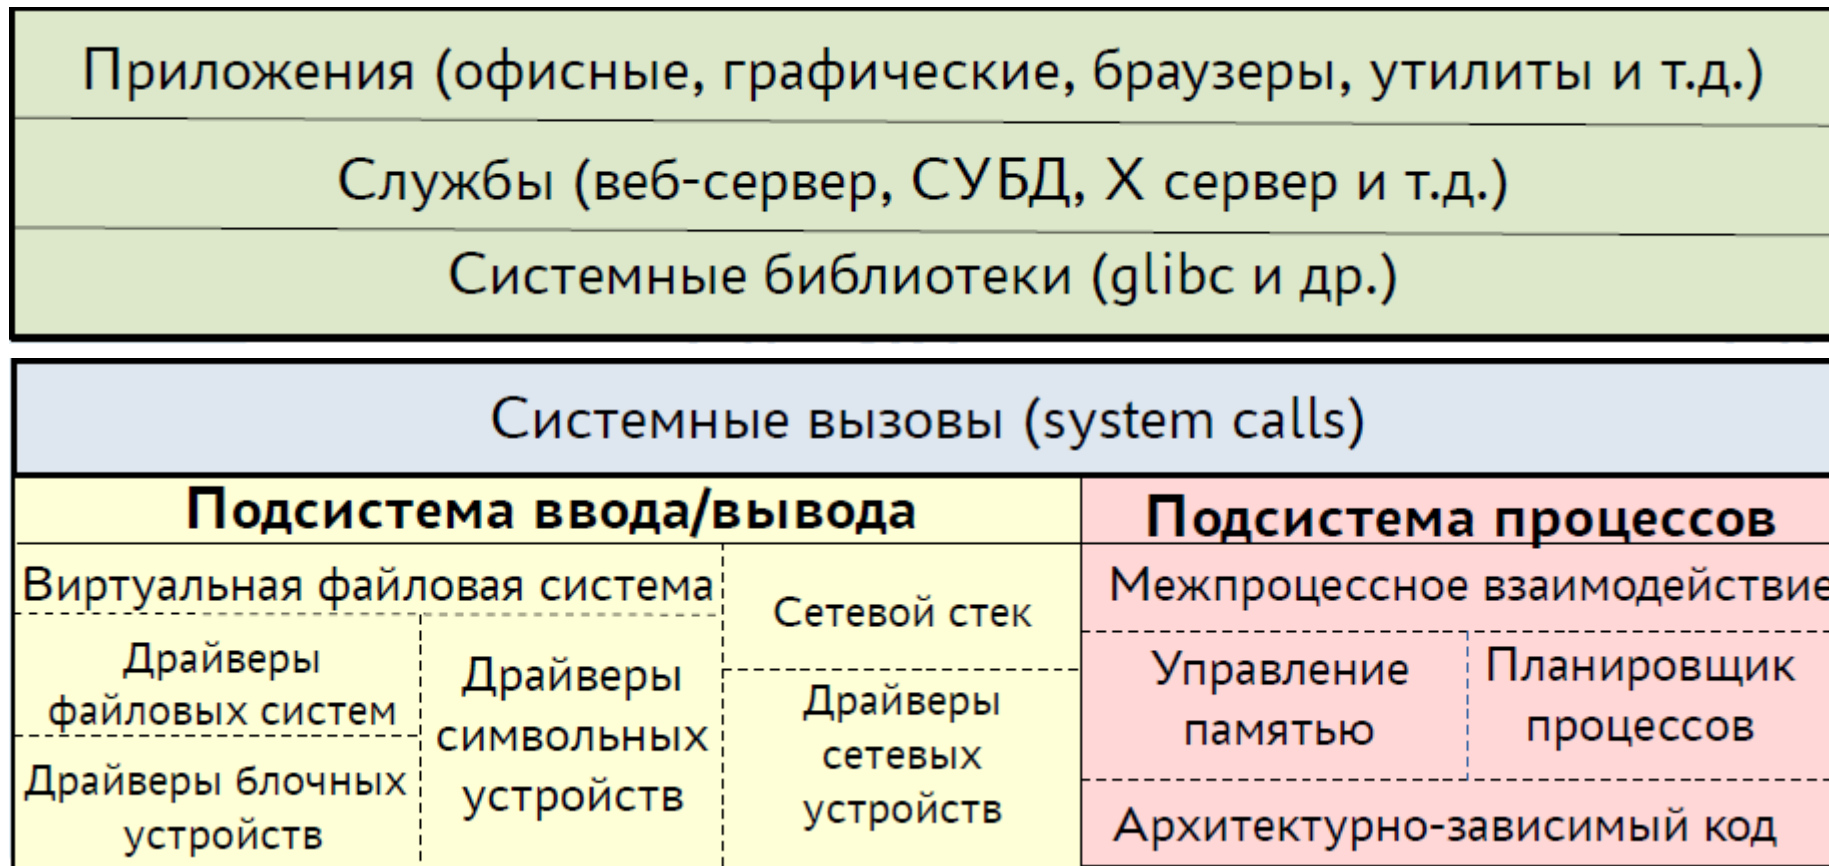 Приложения (офисные, графические, браузеры, утилиты и т.д.)
Службы (веб-сервер, СУБД, X сервер и т.д.)
Системные библиотеки (glibc и др.)
Системные вызовы (system calls)
Подсистема ввода/вывода
Виртуальная файловая система
Драйверы
файловых систем
Драйверы блочных
устройств
Драйверы
символьных
устройств
Сетевой стек
Драйверы
сетевых
устройств
Подсистема процессов
Межпроцессное взаимодействие
Управление
памятью
Планировщик
процессов
Архитектурно-зависимый код